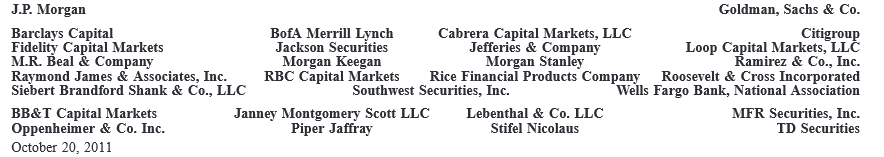 J.P. Morgan Goldman, Sachs & Co.
Barclays Capital BofA Merrill Lynch Cabrera Capital Markets, LLC Citigroup
Fidelity Capital Markets Jackson Securities Jefferies & Company Loop Capital Markets, LLC
M.R. Beal & Company Morgan Keegan Morgan Stanley Ramirez & Co., Inc.
Raymond James & Associates, Inc. RBC Capital Markets Rice Financial Products Company Roosevelt & Cross Incorporated
Siebert Brandford Shank & Co., LLC Southwest Securities, Inc. Wells Fargo Bank, National Association
BB&T Capital Markets Janney Montgomery Scott LLC Lebenthal & Co. LLC MFR Securities, Inc.
Oppenheimer & Co. Inc. Piper Jaffray Stifel Nicolaus TD Securities
October 20, 2011